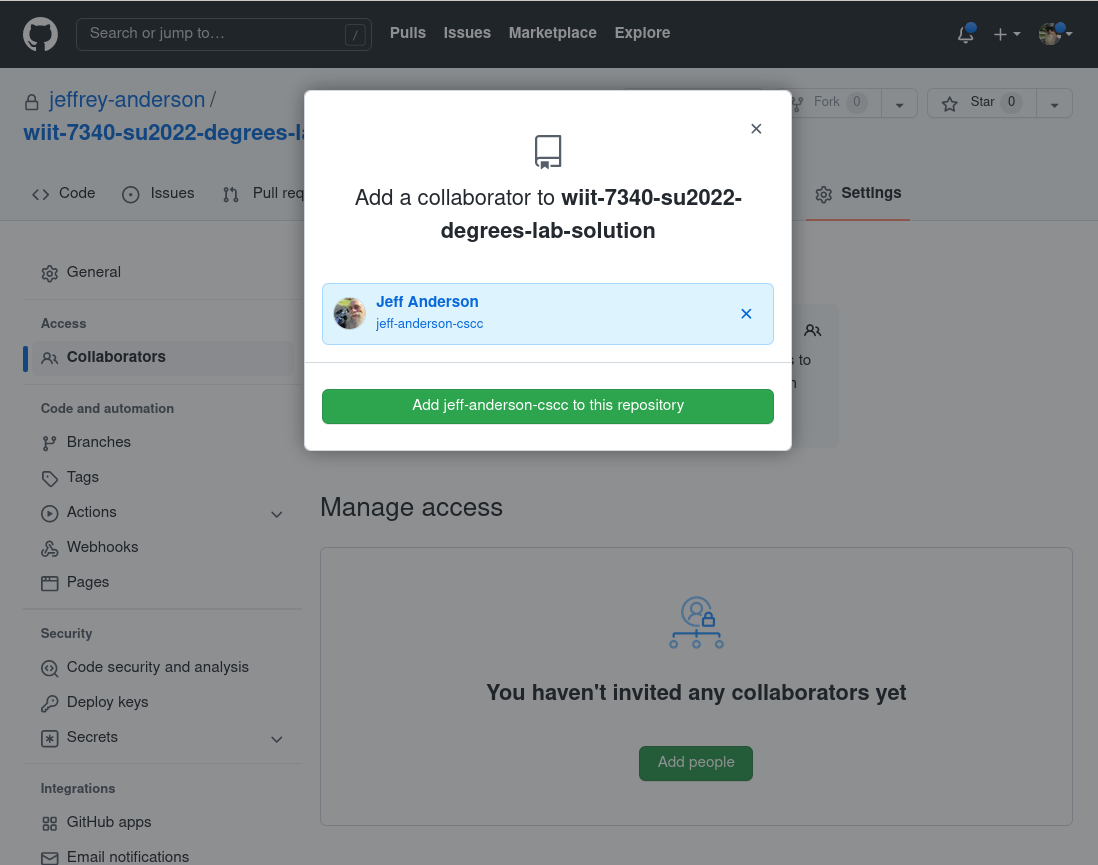 Search or jump to…
/
Pulls
Issues
Marketplace
Explore
jeffrey-anderson /
wiit-7340-su2022-degrees-l
Fork 0
Star 0
Code
Issues
Pull req
Settings
Add a collaborator to wiit-7340-su2022-
degrees-lab-solution
Jeff Anderson
jeff-anderson-cscc
Add jeff-anderson-cscc to this repository
to
General
Access
Collaborators
Code and automation
Branches
Tags
Actions
Webhooks
Pages
Security
Code security and analysis
Deploy keys
Secrets
Integrations
GitHub apps
Email notifications
Manage access
You haven't invited any collaborators yet
Add people